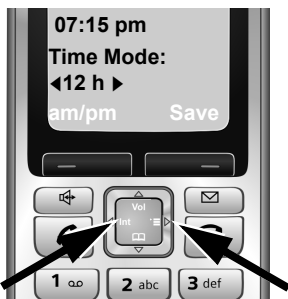 07:15 pm
Time Mode:
◀12 h ▶
am/pm Save
Vol
Int
1 2 abc 3 def